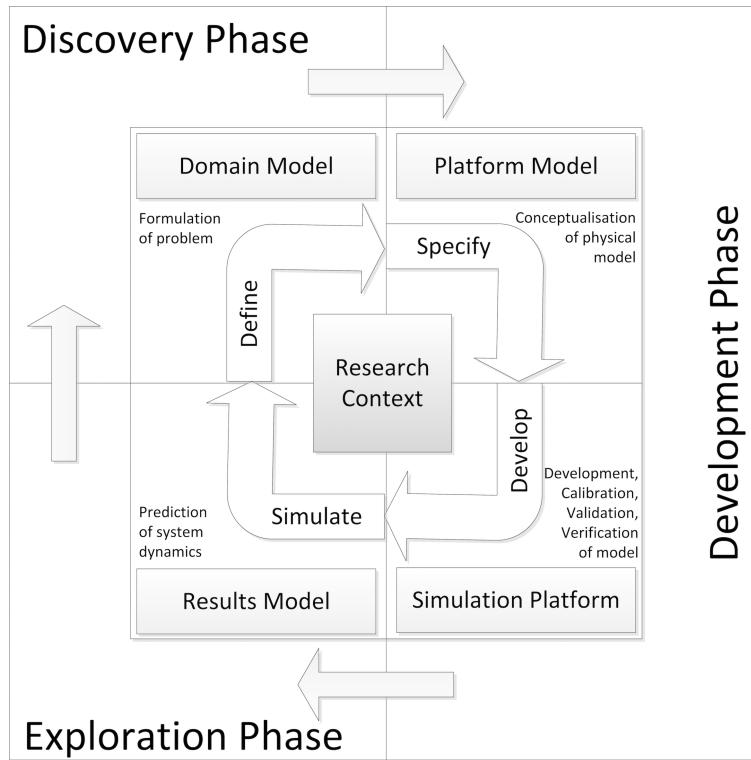 Discovery Phase
Domain Model
Platform Model
Formulation
of problem
Conceptualisation
of physical
model
Specify
Define
Research
Context
Development Phase
Develop
Development,
Calibration,
Validation,
Verification
of model
Simulate
Prediction
of system
dynamics
Results Model
Simulation Platform
Exploration Phase